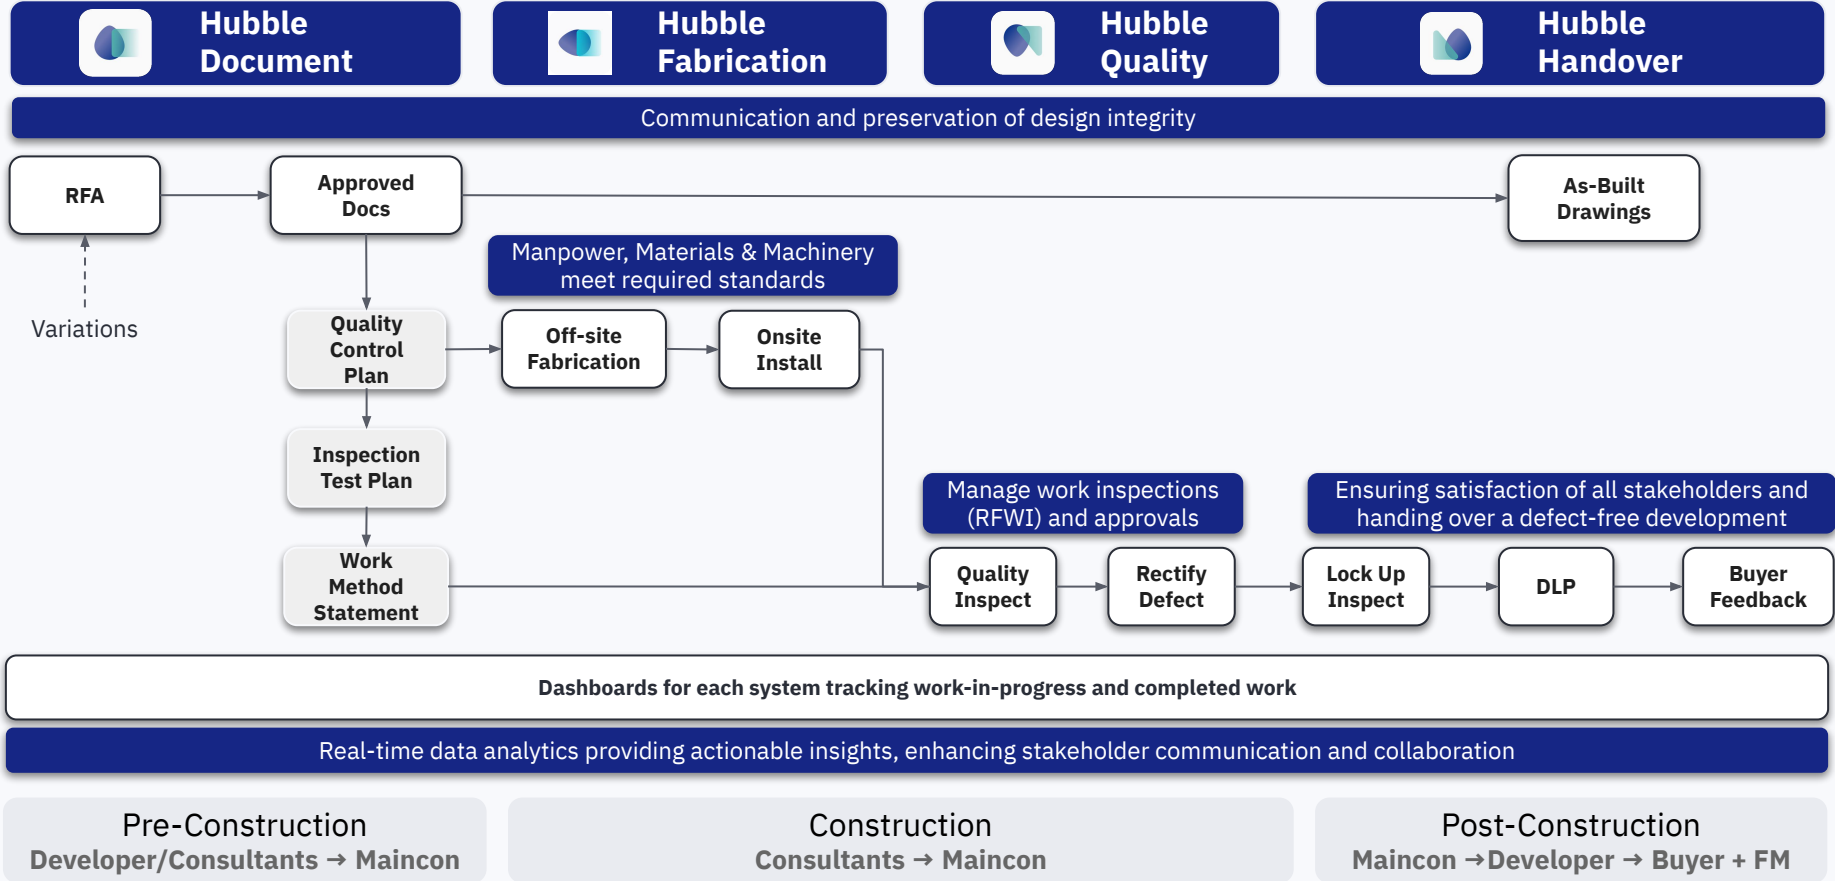 Hubble
Document
Hubble
Fabrication
Hubble
Quality
Hubble
Handover
Communication and preservation of design integrity
RFA
Approved
Docs
As-Built
Drawings
Variations
Manpower, Materials & Machinery
meet required standards
Quality
Control
Plan
Off-site
Fabrication
Onsite
Install
Inspection
Test Plan
Manage work inspections
(RFWI) and approvals
Ensuring satisfaction of all stakeholders and
handing over a defect-free development
Work
Method
Statement
Quality
Inspect
Rectify
Defect
Lock Up
Inspect
DLP
Buyer
Feedback
Dashboards for each system tracking work-in-progress and completed work
Real-time data analytics providing actionable insights, enhancing stakeholder communication and collaboration
Pre-Construction
Developer/Consultants → Maincon
Construction
Consultants → Maincon
Post-Construction
Maincon →Developer → Buyer + FM